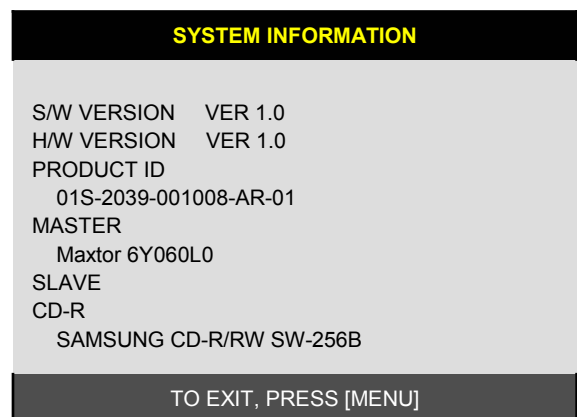 SYSTEM INFORMATION
S/W VERSION VER 1.0
H/W VERSION VER 1.0
PRODUCT ID
01S-2039-001008-AR-01
MASTER
Maxtor 6Y060L0
SLAVE
CD-R
SAMSUNG CD-R/RW SW-256B
TO EXIT, PRESS [MENU]